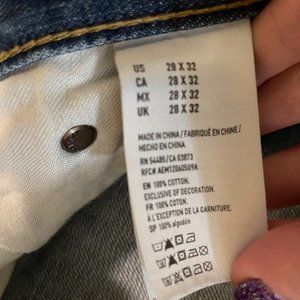 US 28 X 32
CA 28 X 32
MX 28 X 32
UK 28 X 32
MADE IN CHINA / FABRIQUÉ EN CHINE /
HECHO EN CHINA
RN 54485/CA 03873
RFC# AEM120605U9A
EN 100% COTTON.
EXCLUSIVE OF DECORATION.
FR 100% COTON.
À L'EXCEPTION DE LA GARNITURE.
SP 100% algodón